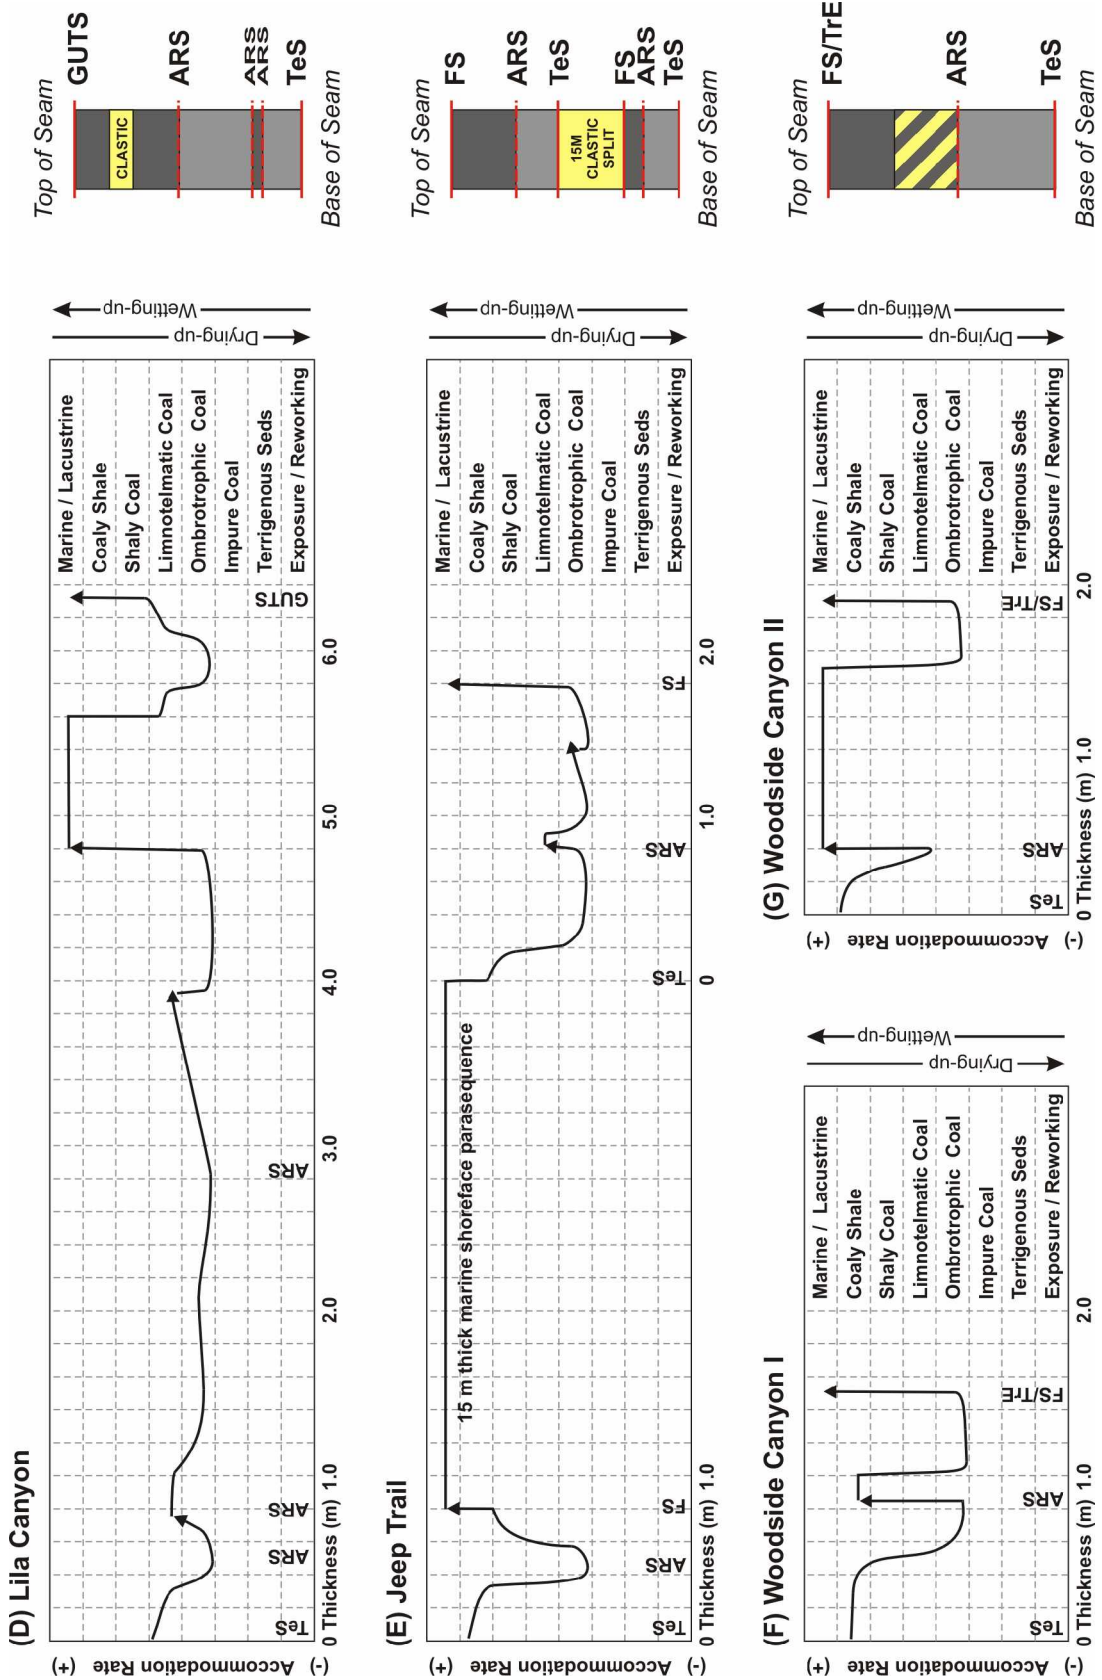 (D) Lila Canyon
Accommodation Rate
(+)
(-)
Marine / Lacustrine
Coaly Shale
Shaly Coal
Limnotelmatic Coal
Ombrotrophic Coal
Impure Coal
Terrigenous Seds
Exposure / Reworking
Drying-up
Wetting-up
TeS
ARS
ARS
ARS
GUTS
0 Thickness (m) 1.0
2.0
3.0
4.0
5.0
6.0
Top of Seam
GUTS
CLASTIC
ARS
ARS
ARS
TeS
Base of Seam
(E) Jeep Trail
Accommodation Rate
(+)
(-)
15 m thick marine shoreface parasequence
Marine / Lacustrine
Coaly Shale
Shaly Coal
Limnotelmatic Coal
Ombrotrophic Coal
Impure Coal
Terrigenous Seds
Exposure / Reworking
Drying-up
Wetting-up
TeS
ARS
FS
TeS
ARS
FS
0 Thickness (m) 1.0
0
1.0
2.0
Top of Seam
FS
ARS
TeS
15M
CLASTIC
SPLIT
FS
ARS
TeS
Base of Seam
(F) Woodside Canyon I
Accommodation Rate
(+)
(-)
Marine / Lacustrine
Coaly Shale
Shaly Coal
Limnotelmatic Coal
Ombrotrophic Coal
Impure Coal
Terrigenous Seds
Exposure / Reworking
Drying-up
Wetting-up
TeS
ARS
FS/TrE
0 Thickness (m) 1.0
2.0
(G) Woodside Canyon II
Accommodation Rate
(+)
(-)
Marine / Lacustrine
Coaly Shale
Shaly Coal
Limnotelmatic Coal
Ombrotrophic Coal
Impure Coal
Terrigenous Seds
Exposure / Reworking
Drying-up
Wetting-up
TeS
ARS
FS/TrE
0 Thickness (m) 1.0
2.0
Top of Seam
FS/TrE
ARS
TeS
Base of Seam